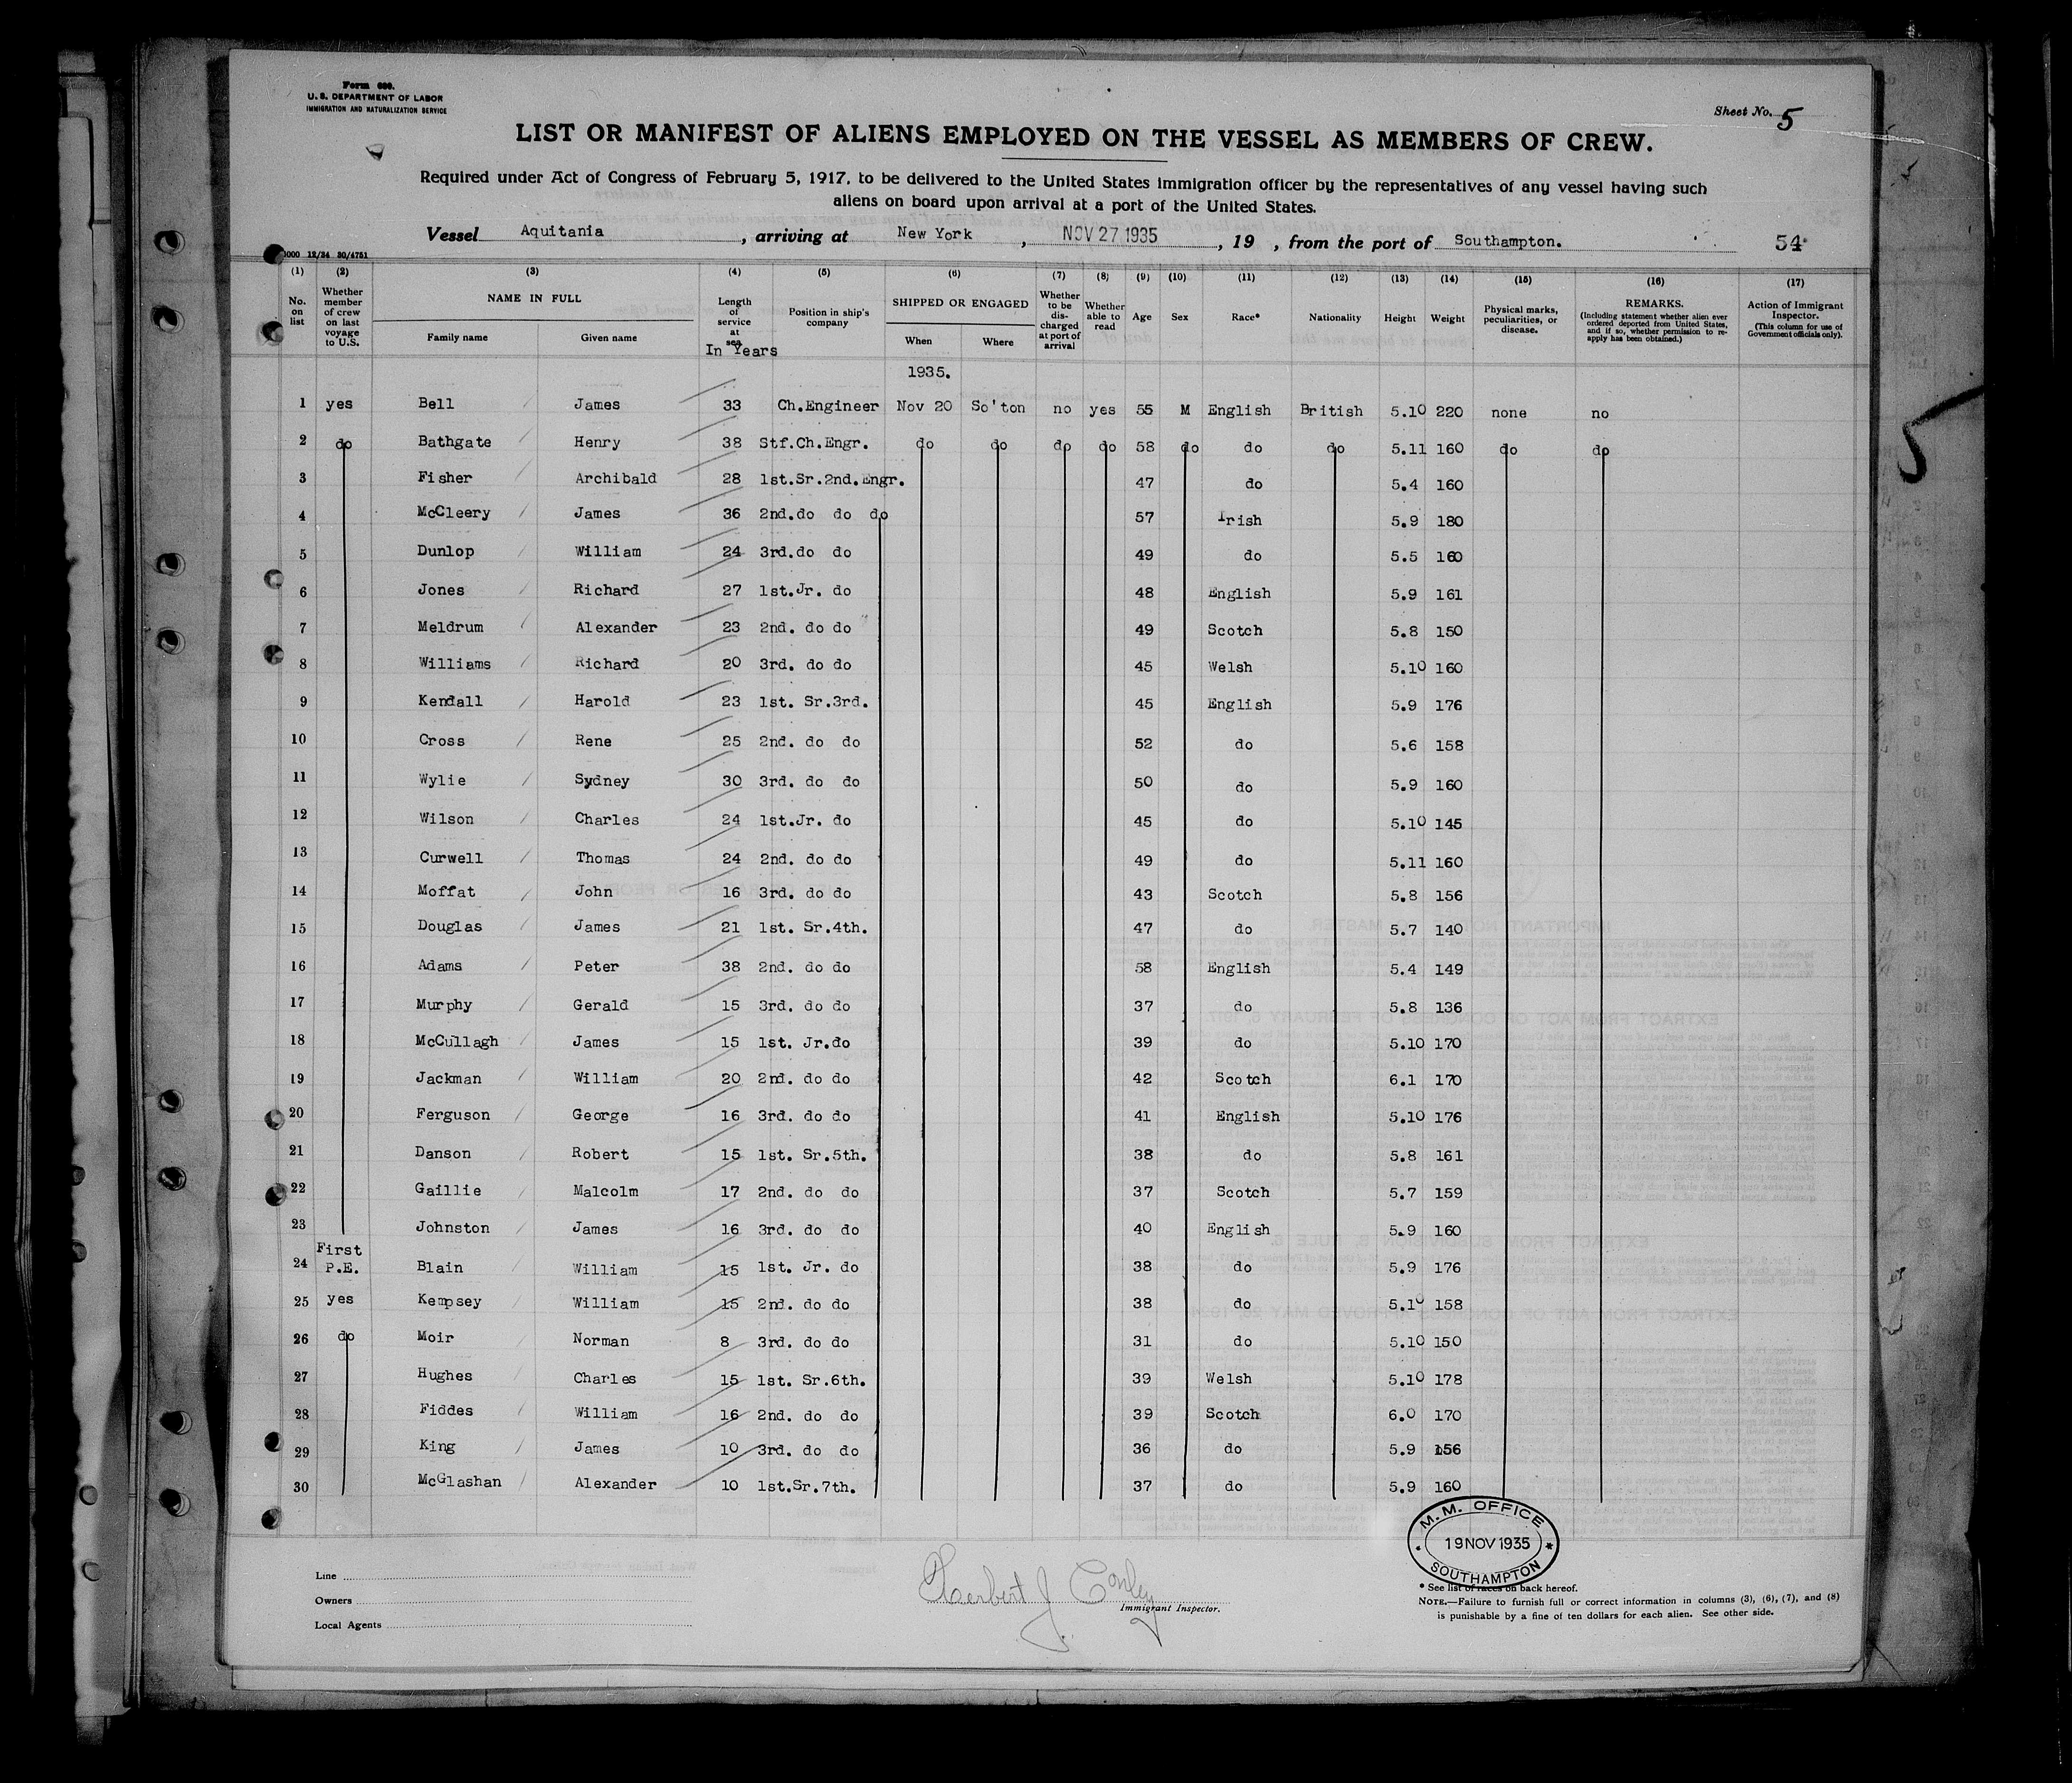 Form 680.
U. S. DEPARTMENT OF LABOR
IMMIGRATION AND NATURALIZATION SERVICE
Sheet No. 5
LIST OR MANIFEST OF ALIENS EMPLOYED ON THE VESSEL AS MEMBERS OF CREW.
Required under Act of Congress of February 5, 1917, to be delivered to the United States immigration officer by the representatives of any vessel having such
aliens on board upon arrival at a port of the United States.
Vessel Aquitania, arriving at New York, NOV 27 1935, 19 , from the port of Southampton. 54
000 12/34 30/4751
(1) No. on list (2) Whether member of crew on last voyage to U.S. (3) NAME IN FULL Family name Given name (4) Length of service at sea In Years (5) Position in ship's company (6) SHIPPED OR ENGAGED When Where (7) Whether to be discharged at port of arrival (8) Whether able to read (9) Age (10) Sex (11) Race* (12) Nationality (13) Height (14) Weight (15) Physical marks, peculiarities, or disease. (16) REMARKS. (Including statement whether alien ever ordered deported from United States, and if so, whether permission to re-apply has been obtained.) (17) Action of Immigrant Inspector. (This column for use of Government officials only).
1935.
1 yes Bell James 33 Ch.Engineer Nov 20 So'ton no yes 55 M English British 5.10 220 none no
2 do Bathgate Henry 38 Stf.Ch.Engr. do do do do 58 do do do 5.11 160 do do
3 Fisher Archibald 28 1st.Sr.2nd.Engr. 47 do 5.4 160
4 McCleery James 36 2nd.do do do 57 Irish 5.9 180
5 Dunlop William 24 3rd.do do 49 do 5.5 160
6 Jones Richard 27 1st.Jr. do 48 English 5.9 161
7 Meldrum Alexander 23 2nd. do do 49 Scotch 5.8 150
8 Williams Richard 20 3rd. do do 45 Welsh 5.10 160
9 Kendall Harold 23 1st. Sr.3rd. 45 English 5.9 176
10 Cross Rene 25 2nd. do do 52 do 5.6 158
11 Wylie Sydney 30 3rd. do do 50 do 5.9 160
12 Wilson Charles 24 1st.Jr. do 45 do 5.10 145
13 Curwell Thomas 24 2nd. do do 49 do 5.11 160
14 Moffat John 16 3rd. do do 43 Scotch 5.8 156
15 Douglas James 21 1st. Sr.4th. 47 do 5.7 140
16 Adams Peter 38 2nd. do do 58 English 5.4 149
17 Murphy Gerald 15 3rd. do do 37 do 5.8 136
18 McCullagh James 15 1st. Jr.do 39 do 5.10 170
19 Jackman William 20 2nd. do do 42 Scotch 6.1 170
20 Ferguson George 16 3rd. do do 41 English 5.10 176
21 Danson Robert 15 1st. Sr.5th. 38 do 5.8 161
22 Gaillie Malcolm 17 2nd. do do 37 Scotch 5.7 159
23 Johnston James 16 3rd. do do 40 English 5.9 160
24 First P.E. Blain William 15 1st. Jr. do 38 do 5.9 176
25 yes Kempsey William 15 2nd. do do 38 do 5.10 158
26 do Moir Norman 8 3rd. do do 31 do 5.10 150
27 Hughes Charles 15 1st. Sr.6th. 39 Welsh 5.10 178
28 Fiddes William 16 2nd. do do 39 Scotch 6.0 170
29 King James 10 3rd. do do 36 do 5.9 156
30 McGlashan Alexander 10 1st.Sr.7th. 37 do 5.9 160
5
M. M. OFFICE
19 NOV 1935
SOUTHAMPTON
Line
Owners
Local Agents
Herbert J Conley
Immigrant Inspector.
* See list of races on back hereof.
NOTE.—Failure to furnish full or correct information in columns (3), (6), (7), and (8)
is punishable by a fine of ten dollars for each alien. See other side.